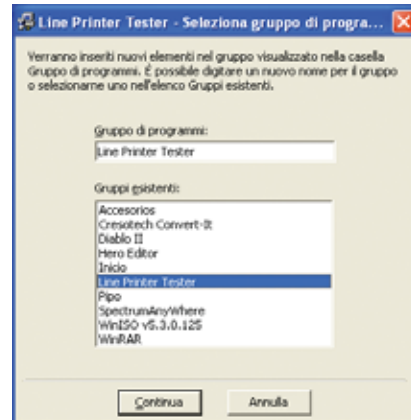 Line Printer Tester - Seleziona gruppo di progra...
Verranno inseriti nuovi elementi nel gruppo visualizzato nella casella
Gruppo di programmi. É possibile digitare un nuovo nome per il gruppo
o selezionarne uno nell'elenco Gruppi esistenti.
Gruppo di programmi:
Line Printer Tester
Gruppi esistenti:
Accesorios
Cresotech Convert-It
Diablo II
Hero Editor
Inicio
Line Printer Tester
Pipo
SpectrumAnyWhere
WinISO v5.3.0.125
WinRAR
Continua
Annulla